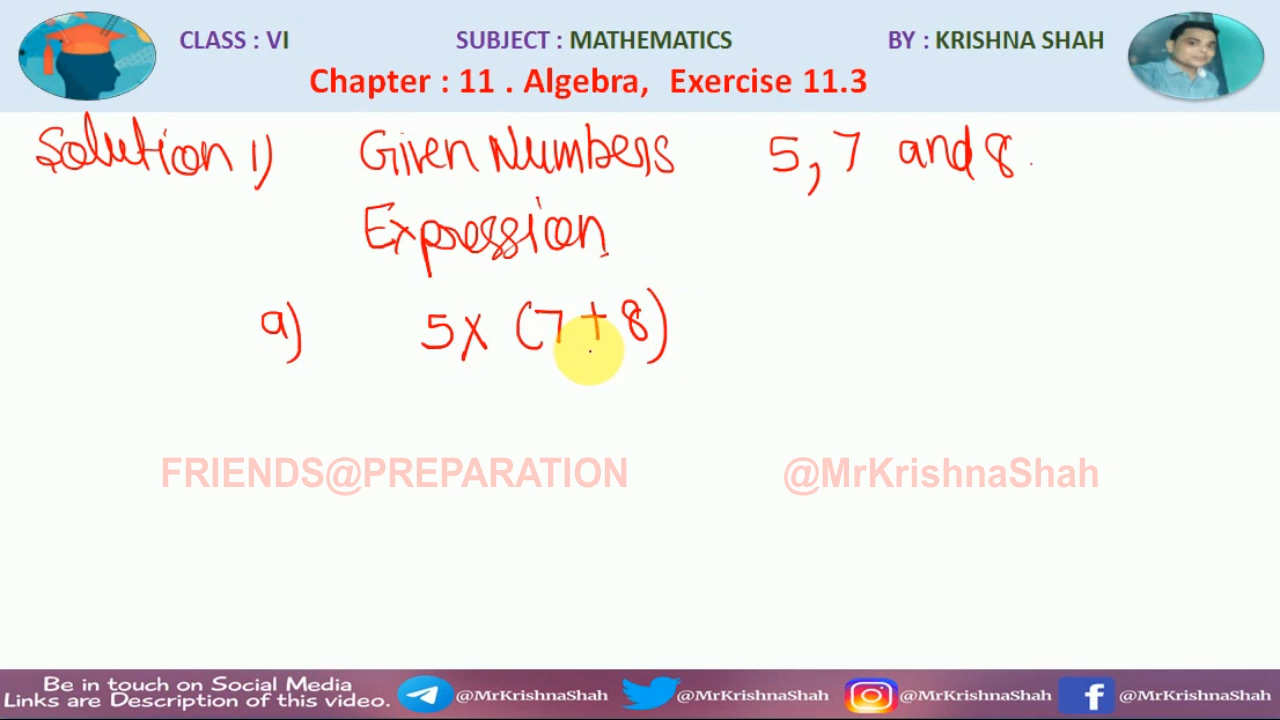 CLASS : VI SUBJECT : MATHEMATICS BY : KRISHNA SHAH
Chapter : 11 . Algebra, Exercise 11.3
Solution 1) Given Numbers 5, 7 and 8.
Expression
a) 5 x (7 + 8)
FRIENDS@PREPARATION @MrKrishnaShah
Be in touch on Social Media
Links are Description of this video. @MrKrishnaShah @MrKrishnaShah @MrKrishnaShah @MrKrishnaShah